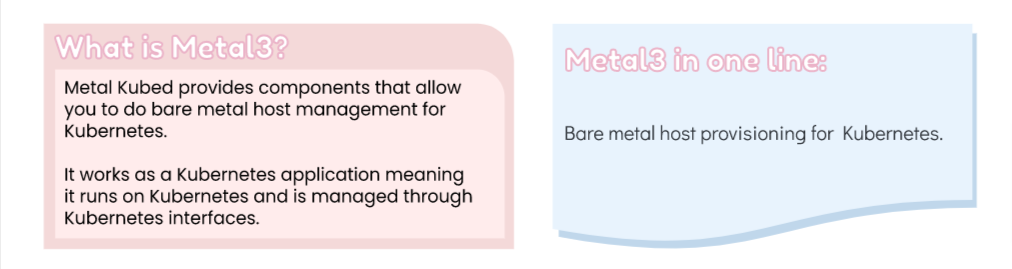 What is Metal3?
Metal Kubed provides components that allow
you to do bare metal host management for
Kubernetes.
It works as a Kubernetes application meaning
it runs on Kubernetes and is managed through
Kubernetes interfaces.
Metal3 in one line:
Bare metal host provisioning for Kubernetes.